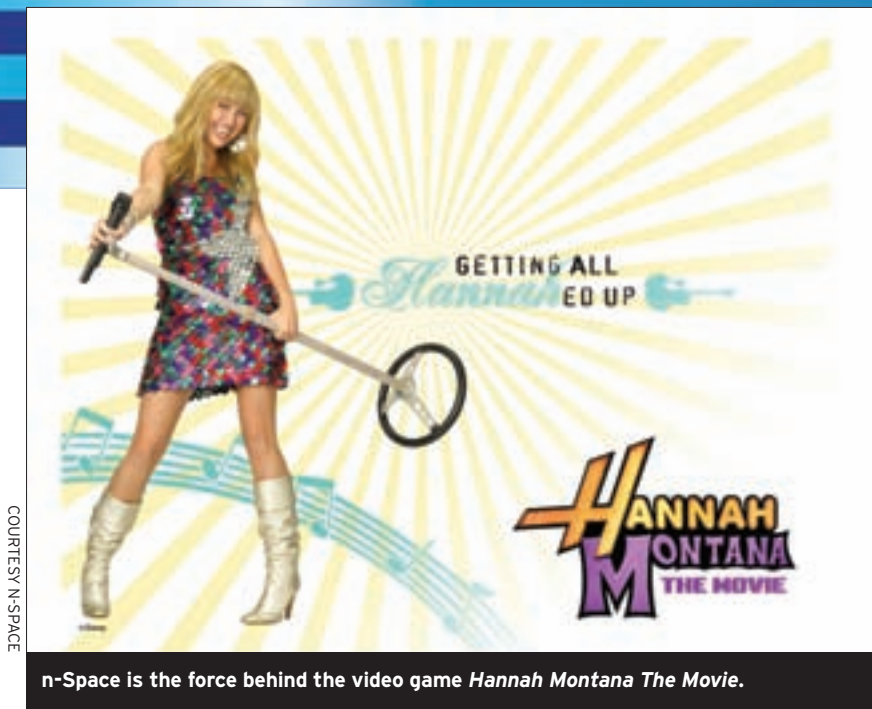 GETTING ALL
Hannah ED UP
HANNAH
MONTANA
THE MOVIE
©Disney
COURTESY N-SPACE
n-Space is the force behind the video game Hannah Montana The Movie.